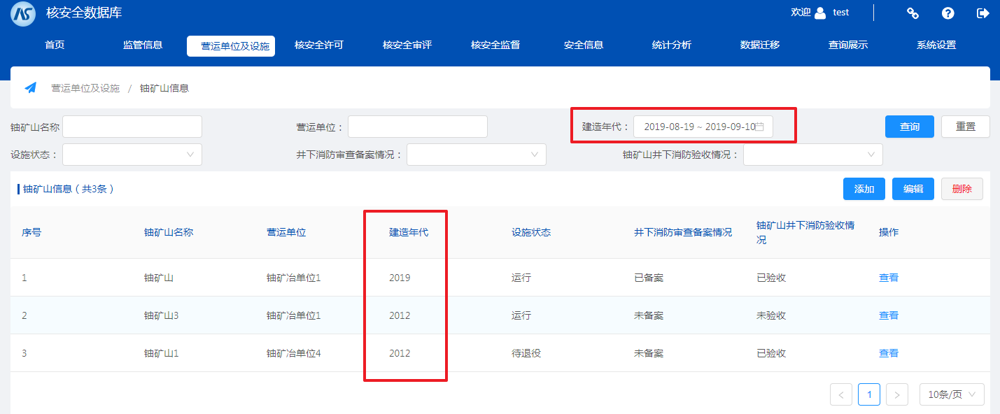 核安全数据库
欢迎 test
首页 监管信息 营运单位及设施 核安全许可 核安全审评 核安全监督 安全信息 统计分析 数据迁移 查询展示 系统设置
营运单位及设施 / 铀矿山信息
铀矿山名称 营运单位： 建造年代： 2019-08-19 ~ 2019-09-10 查询 重置
设施状态： 井下消防审查备案情况： 铀矿山井下消防验收情况：
铀矿山信息（共3条） 添加 编辑 删除
序号 铀矿山名称 营运单位 建造年代 设施状态 井下消防审查备案情况 铀矿山井下消防验收情
况 操作
1 铀矿山 铀矿冶单位1 2019 运行 已备案 已验收 查看
2 铀矿山3 铀矿冶单位1 2012 运行 未备案 未验收 查看
3 铀矿山1 铀矿冶单位4 2012 待退役 未备案 已验收 查看
< 1 > 10条/页